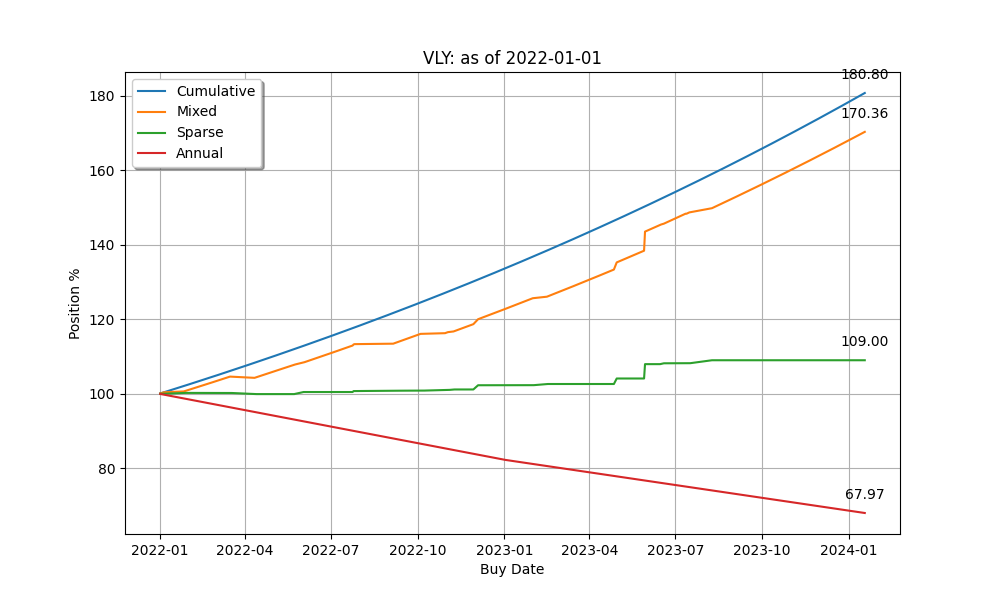 VLY: as of 2022-01-01
180.80
180
Cumulative
Mixed
170.36
Sparse
Annual
160
140
120
109.00
100
80
67.97
Position %
2022-01 2022-04 2022-07 2022-10 2023-01 2023-04 2023-07 2023-10 2024-01
Buy Date